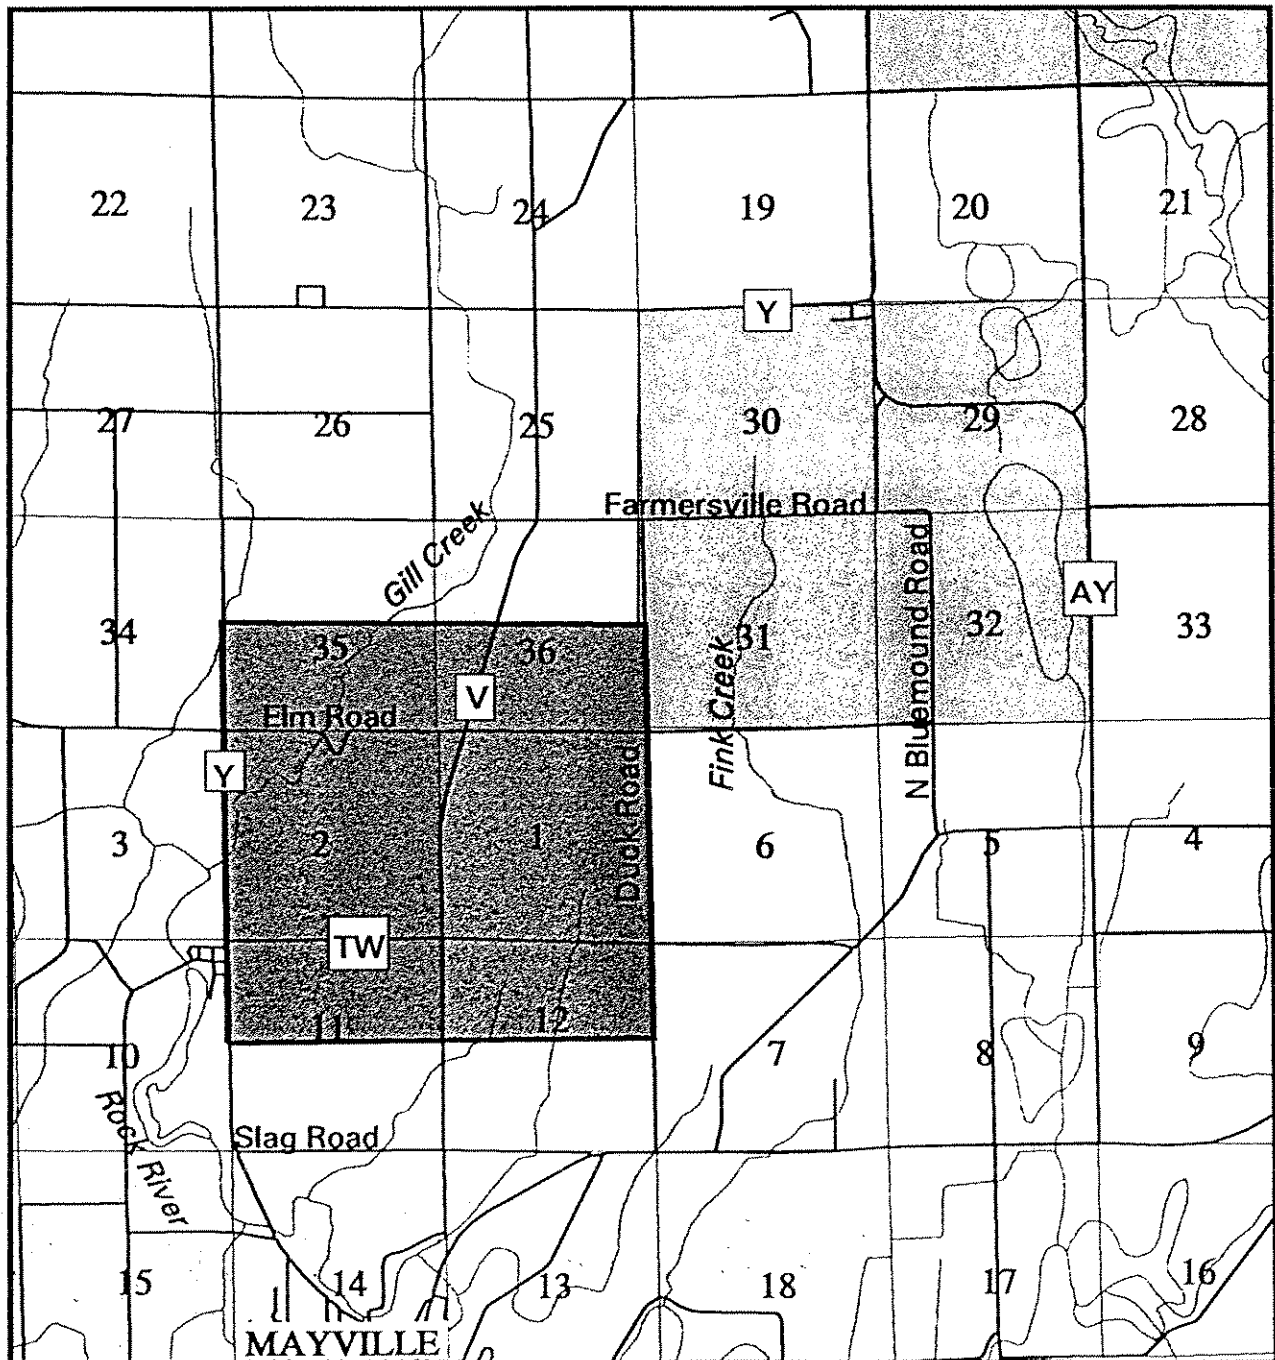 22 23 24 19 20 21
Y
27 26 25 30 29 28
Farmersville Road
Gill Creek
N Bluemound Road
AY
34 35 36 31 32 33
Fink Creek
V
Elm Road
Duck Road
Y
3 2 1 6 5 4
TW
10 11 12 7 8 9
Rock River
Slag Road
15 14 13 18 17 16
MAYVILLE